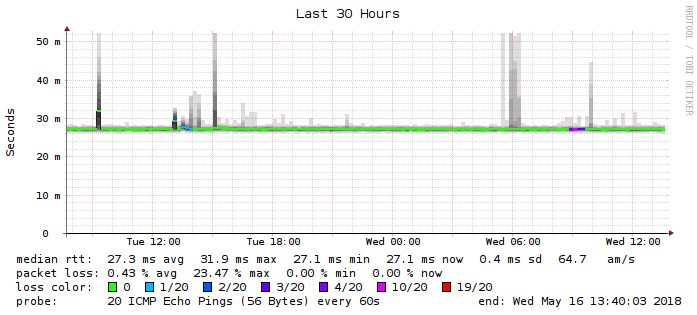 Last 30 Hours
RRDTOOL / TOBI OETIKER
Seconds
50 m
40 m
30 m
20 m
10 m
0
Tue 12:00 Tue 18:00 Wed 00:00 Wed 06:00 Wed 12:00
median rtt: 27.3 ms avg 31.9 ms max 27.1 ms min 27.1 ms now 0.4 ms sd 64.7 am/s
packet loss: 0.43 % avg 23.47 % max 0.00 % min 0.00 % now
loss color: 0 1/20 2/20 3/20 4/20 10/20 19/20
probe: 20 ICMP Echo Pings (56 Bytes) every 60s end: Wed May 16 13:40:03 2018